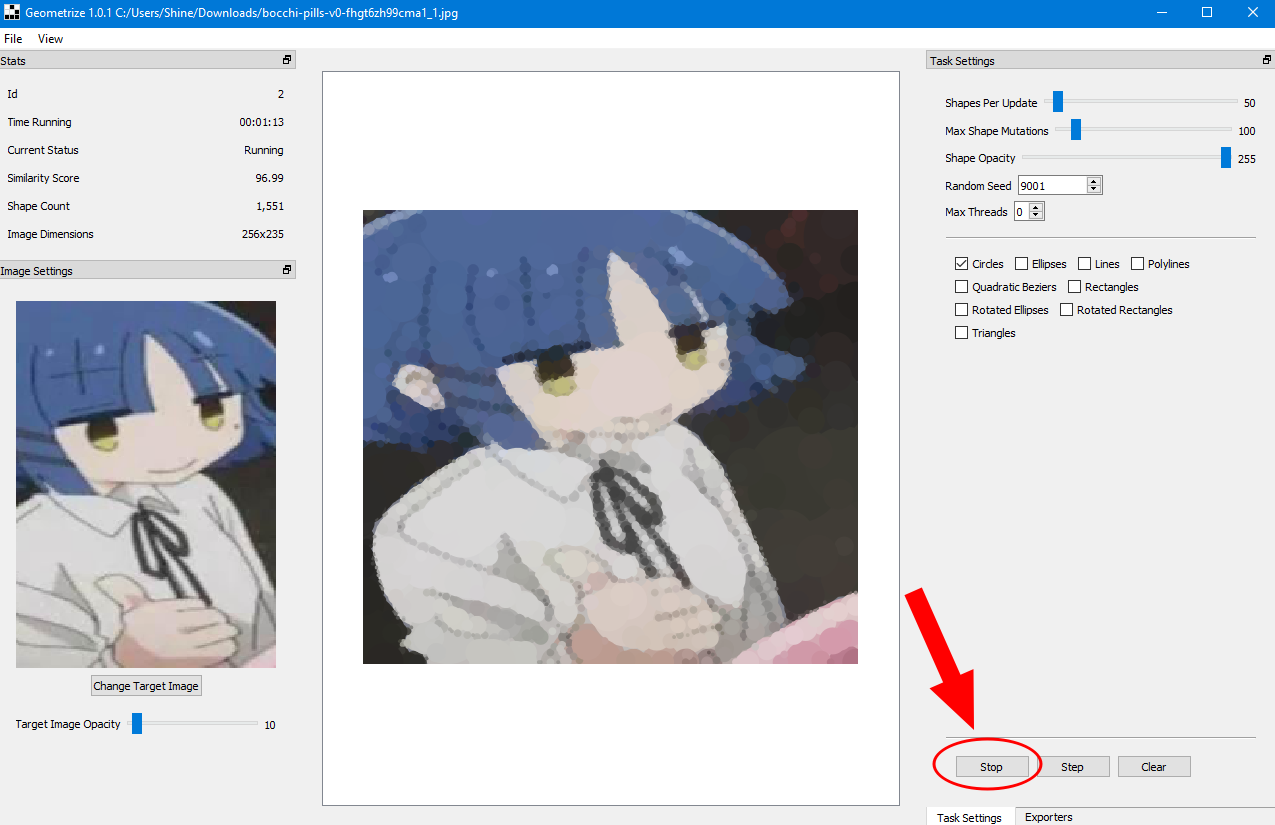 Geometrize 1.0.1 C:/Users/Shine/Downloads/bocchi-pills-v0-fhgt6zh99cma1_1.jpg
File View
Stats
Id 2
Time Running 00:01:13
Current Status Running
Similarity Score 96.99
Shape Count 1,551
Image Dimensions 256x235
Image Settings
Change Target Image
Target Image Opacity 10
Task Settings
Shapes Per Update 50
Max Shape Mutations 100
Shape Opacity 255
Random Seed 9001
Max Threads 0
Circles Ellipses Lines Polylines
Quadratic Beziers Rectangles
Rotated Ellipses Rotated Rectangles
Triangles
Stop Step Clear
Task Settings Exporters